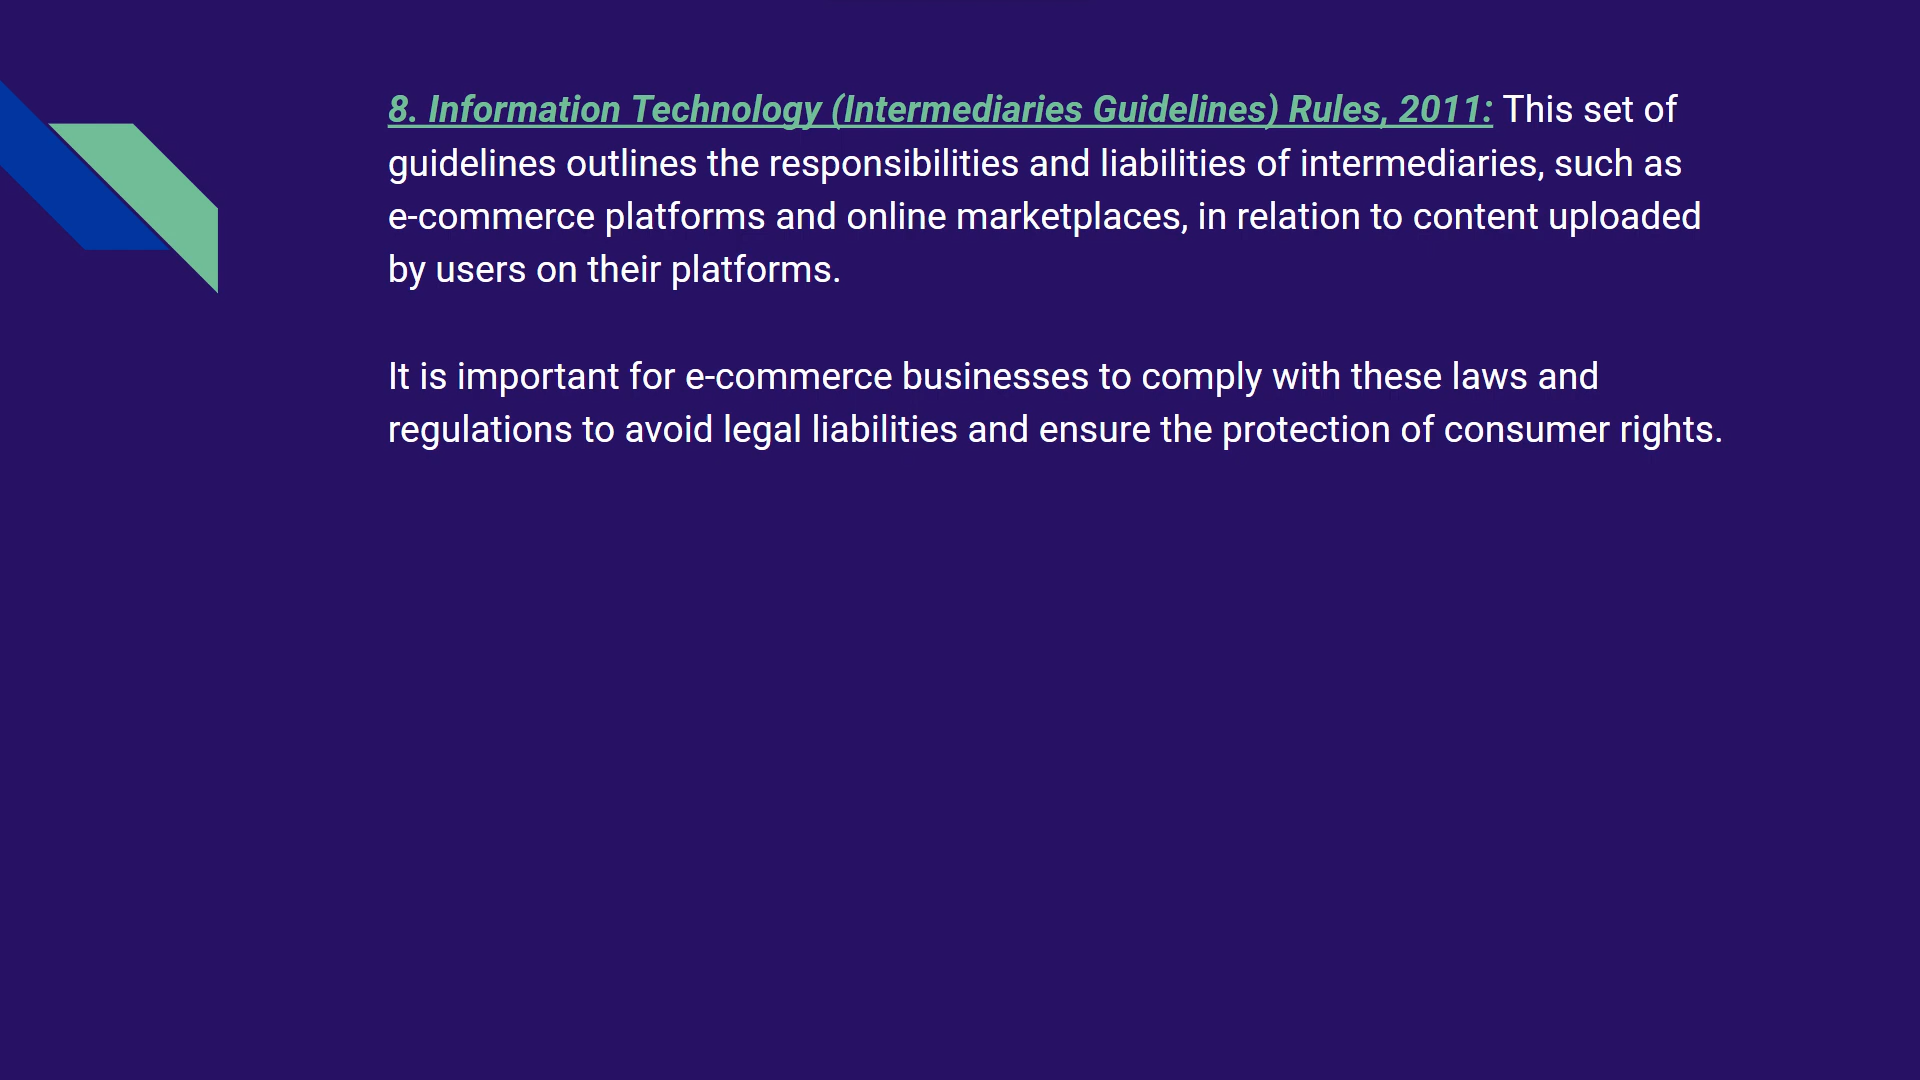 8. Information Technology (Intermediaries Guidelines) Rules, 2011: This set of
guidelines outlines the responsibilities and liabilities of intermediaries, such as
e-commerce platforms and online marketplaces, in relation to content uploaded
by users on their platforms.
It is important for e-commerce businesses to comply with these laws and
regulations to avoid legal liabilities and ensure the protection of consumer rights.